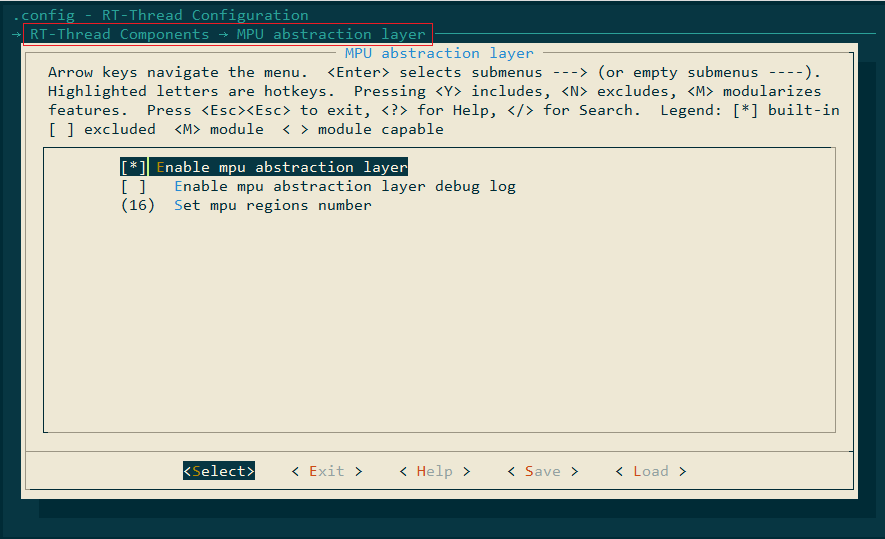 .config - RT-Thread Configuration
→ RT-Thread Components → MPU abstraction layer
MPU abstraction layer
Arrow keys navigate the menu.  <Enter> selects submenus ---> (or empty submenus ----).
Highlighted letters are hotkeys.  Pressing <Y> includes, <N> excludes, <M> modularizes
features.  Press <Esc><Esc> to exit, <?> for Help, </> for Search.  Legend: [*] built-in
[ ] excluded  <M> module  < > module capable
[*] Enable mpu abstraction layer
[ ]   Enable mpu abstraction layer debug log
(16)  Set mpu regions number
<Select>    < Exit >    < Help >    < Save >    < Load >